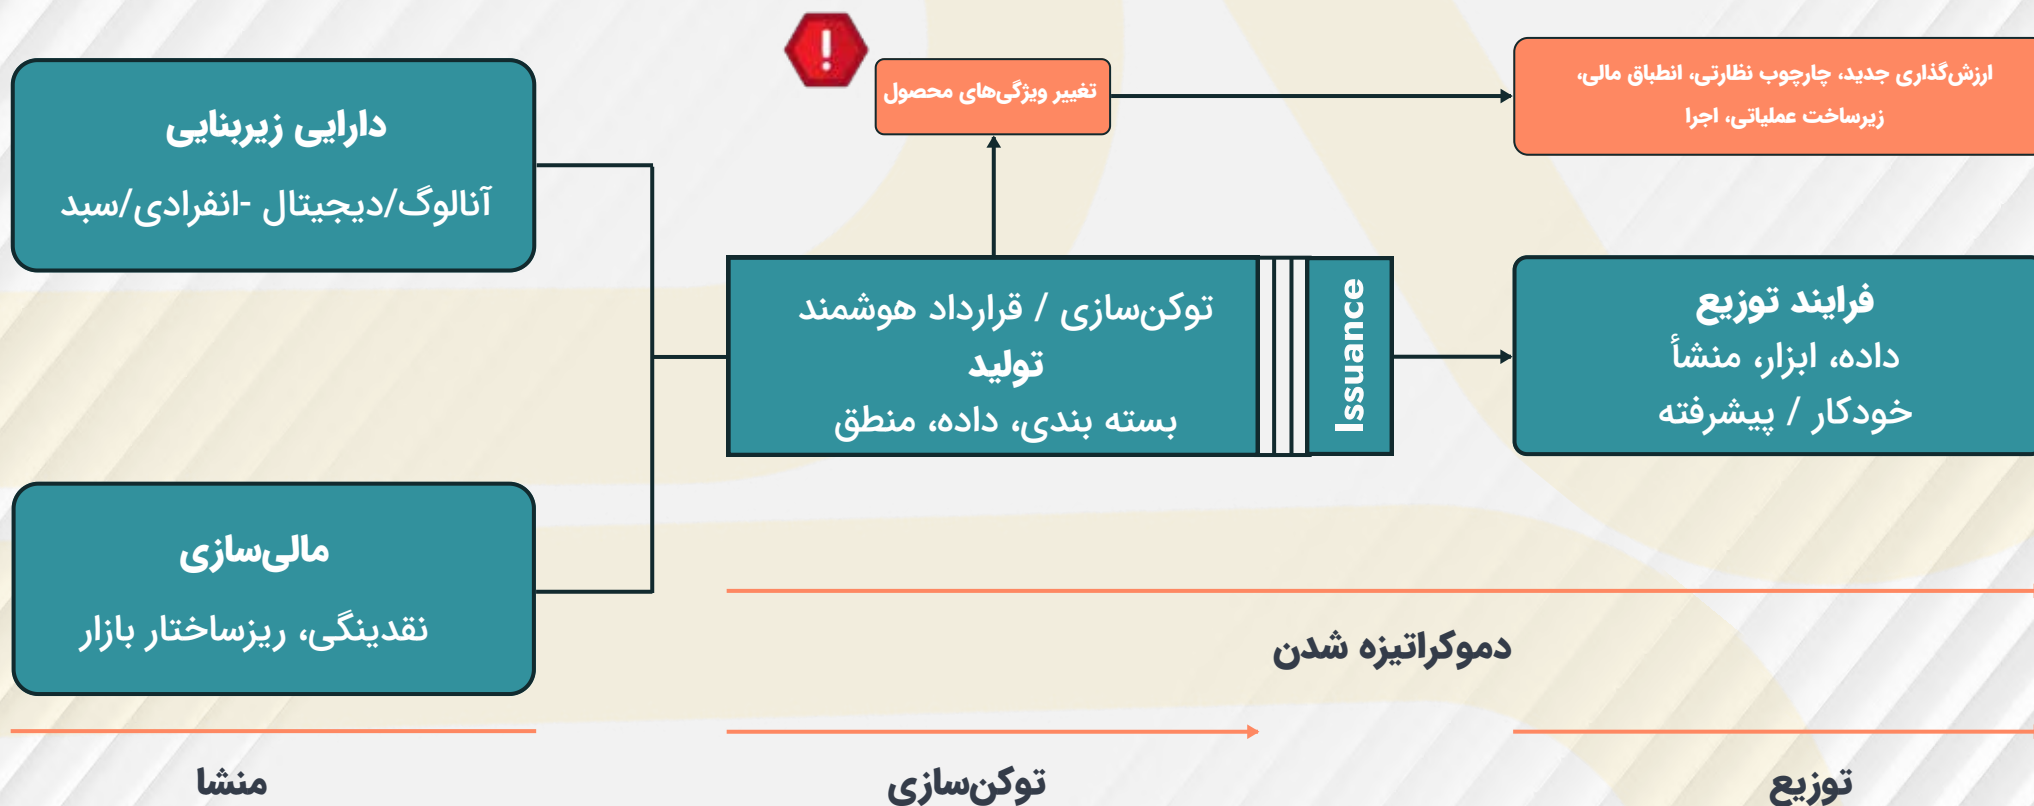 دارایی زیربنایی
آنالوگ/دیجیتال -انفرادی/سبد
مالی‌سازی
نقدینگی، ریزساختار بازار
تغییر ویژگی‌های محصول
توکن‌سازی / قرارداد هوشمند
تولید
بسته بندی، داده، منطق
Issuance
ارزش‌گذاری جدید، چارچوب نظارتی، انطباق مالی،
زیرساخت عملیاتی، اجرا
فرایند توزیع
داده، ابزار، منشأ
خودکار / پیشرفته
دموکراتیزه شدن
منشا
توکن‌سازی
توزیع